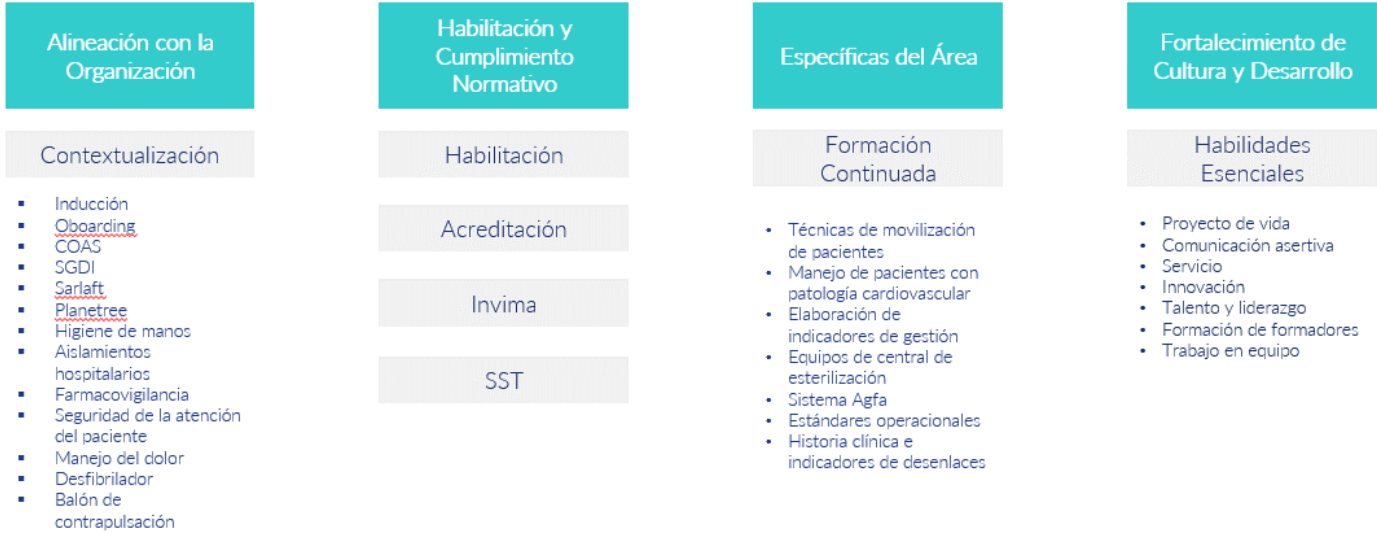 Alineación con la
Organización
Contextualización
▪ Inducción
▪ Oboarding
▪ COAS
▪ SGDI
▪ Sarlaft
▪ Planetree
▪ Higiene de manos
▪ Aislamientos
hospitalarios
▪ Farmacovigilancia
▪ Seguridad de la atención
del paciente
▪ Manejo del dolor
▪ Desfibrilador
▪ Balón de
contrapulsación
Habilitación y
Cumplimiento
Normativo
Habilitación
Acreditación
Invima
SST
Específicas del Área
Formación
Continuada
• Técnicas de movilización
de pacientes
• Manejo de pacientes con
patología cardiovascular
• Elaboración de
indicadores de gestión
• Equipos de central de
esterilización
• Sistema Agfa
• Estándares operacionales
• Historia clínica e
indicadores de desenlaces
Fortalecimiento de
Cultura y Desarrollo
Habilidades
Esenciales
• Proyecto de vida
• Comunicación asertiva
• Servicio
• Innovación
• Talento y liderazgo
• Formación de formadores
• Trabajo en equipo